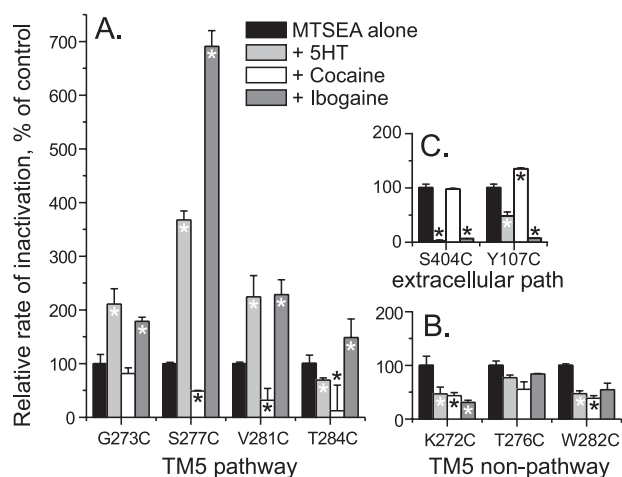 A.
MTSEA alone
+ 5HT
+ Cocaine
+ Ibogaine
Relative rate of inactivation, % of control
700
600
500
400
300
200
100
0
* * * * * * * * * *
G273C S277C V281C T284C
TM5 pathway
C.
200
100
0
* * * * *
S404C Y107C
extracellular path
B.
200
100
0
* * * * *
K272C T276C W282C
TM5 non-pathway